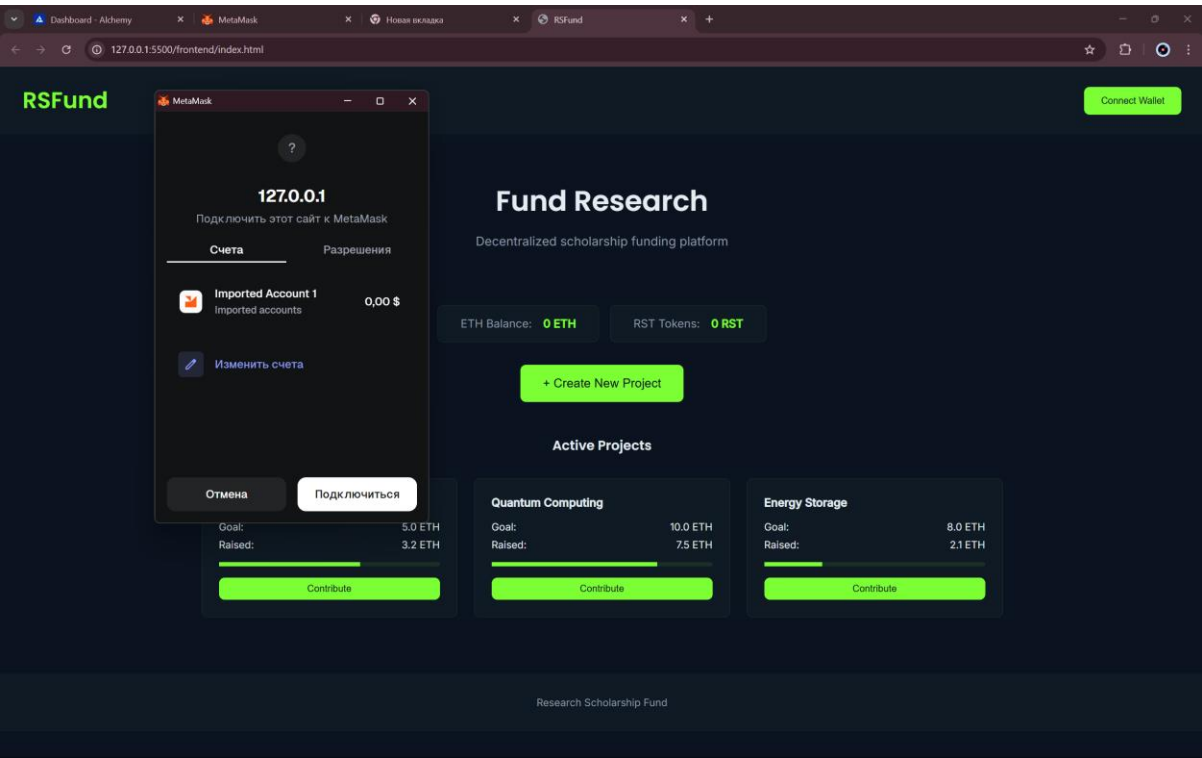 Dashboard - Alchemy
MetaMask
Новая вкладка
RSFund
127.0.0.1:5500/frontend/index.html
RSFund
Connect Wallet
MetaMask
?
127.0.0.1
Подключить этот сайт к MetaMask
Счета Разрешения
Imported Account 1
Imported accounts
0,00 $
Изменить счета
Отмена Подключиться
Fund Research
Decentralized scholarship funding platform
ETH Balance: 0 ETH
RST Tokens: 0 RST
+ Create New Project
Active Projects
Goal: 5.0 ETH
Raised: 3.2 ETH
Contribute
Quantum Computing
Goal: 10.0 ETH
Raised: 7.5 ETH
Contribute
Energy Storage
Goal: 8.0 ETH
Raised: 2.1 ETH
Contribute
Research Scholarship Fund